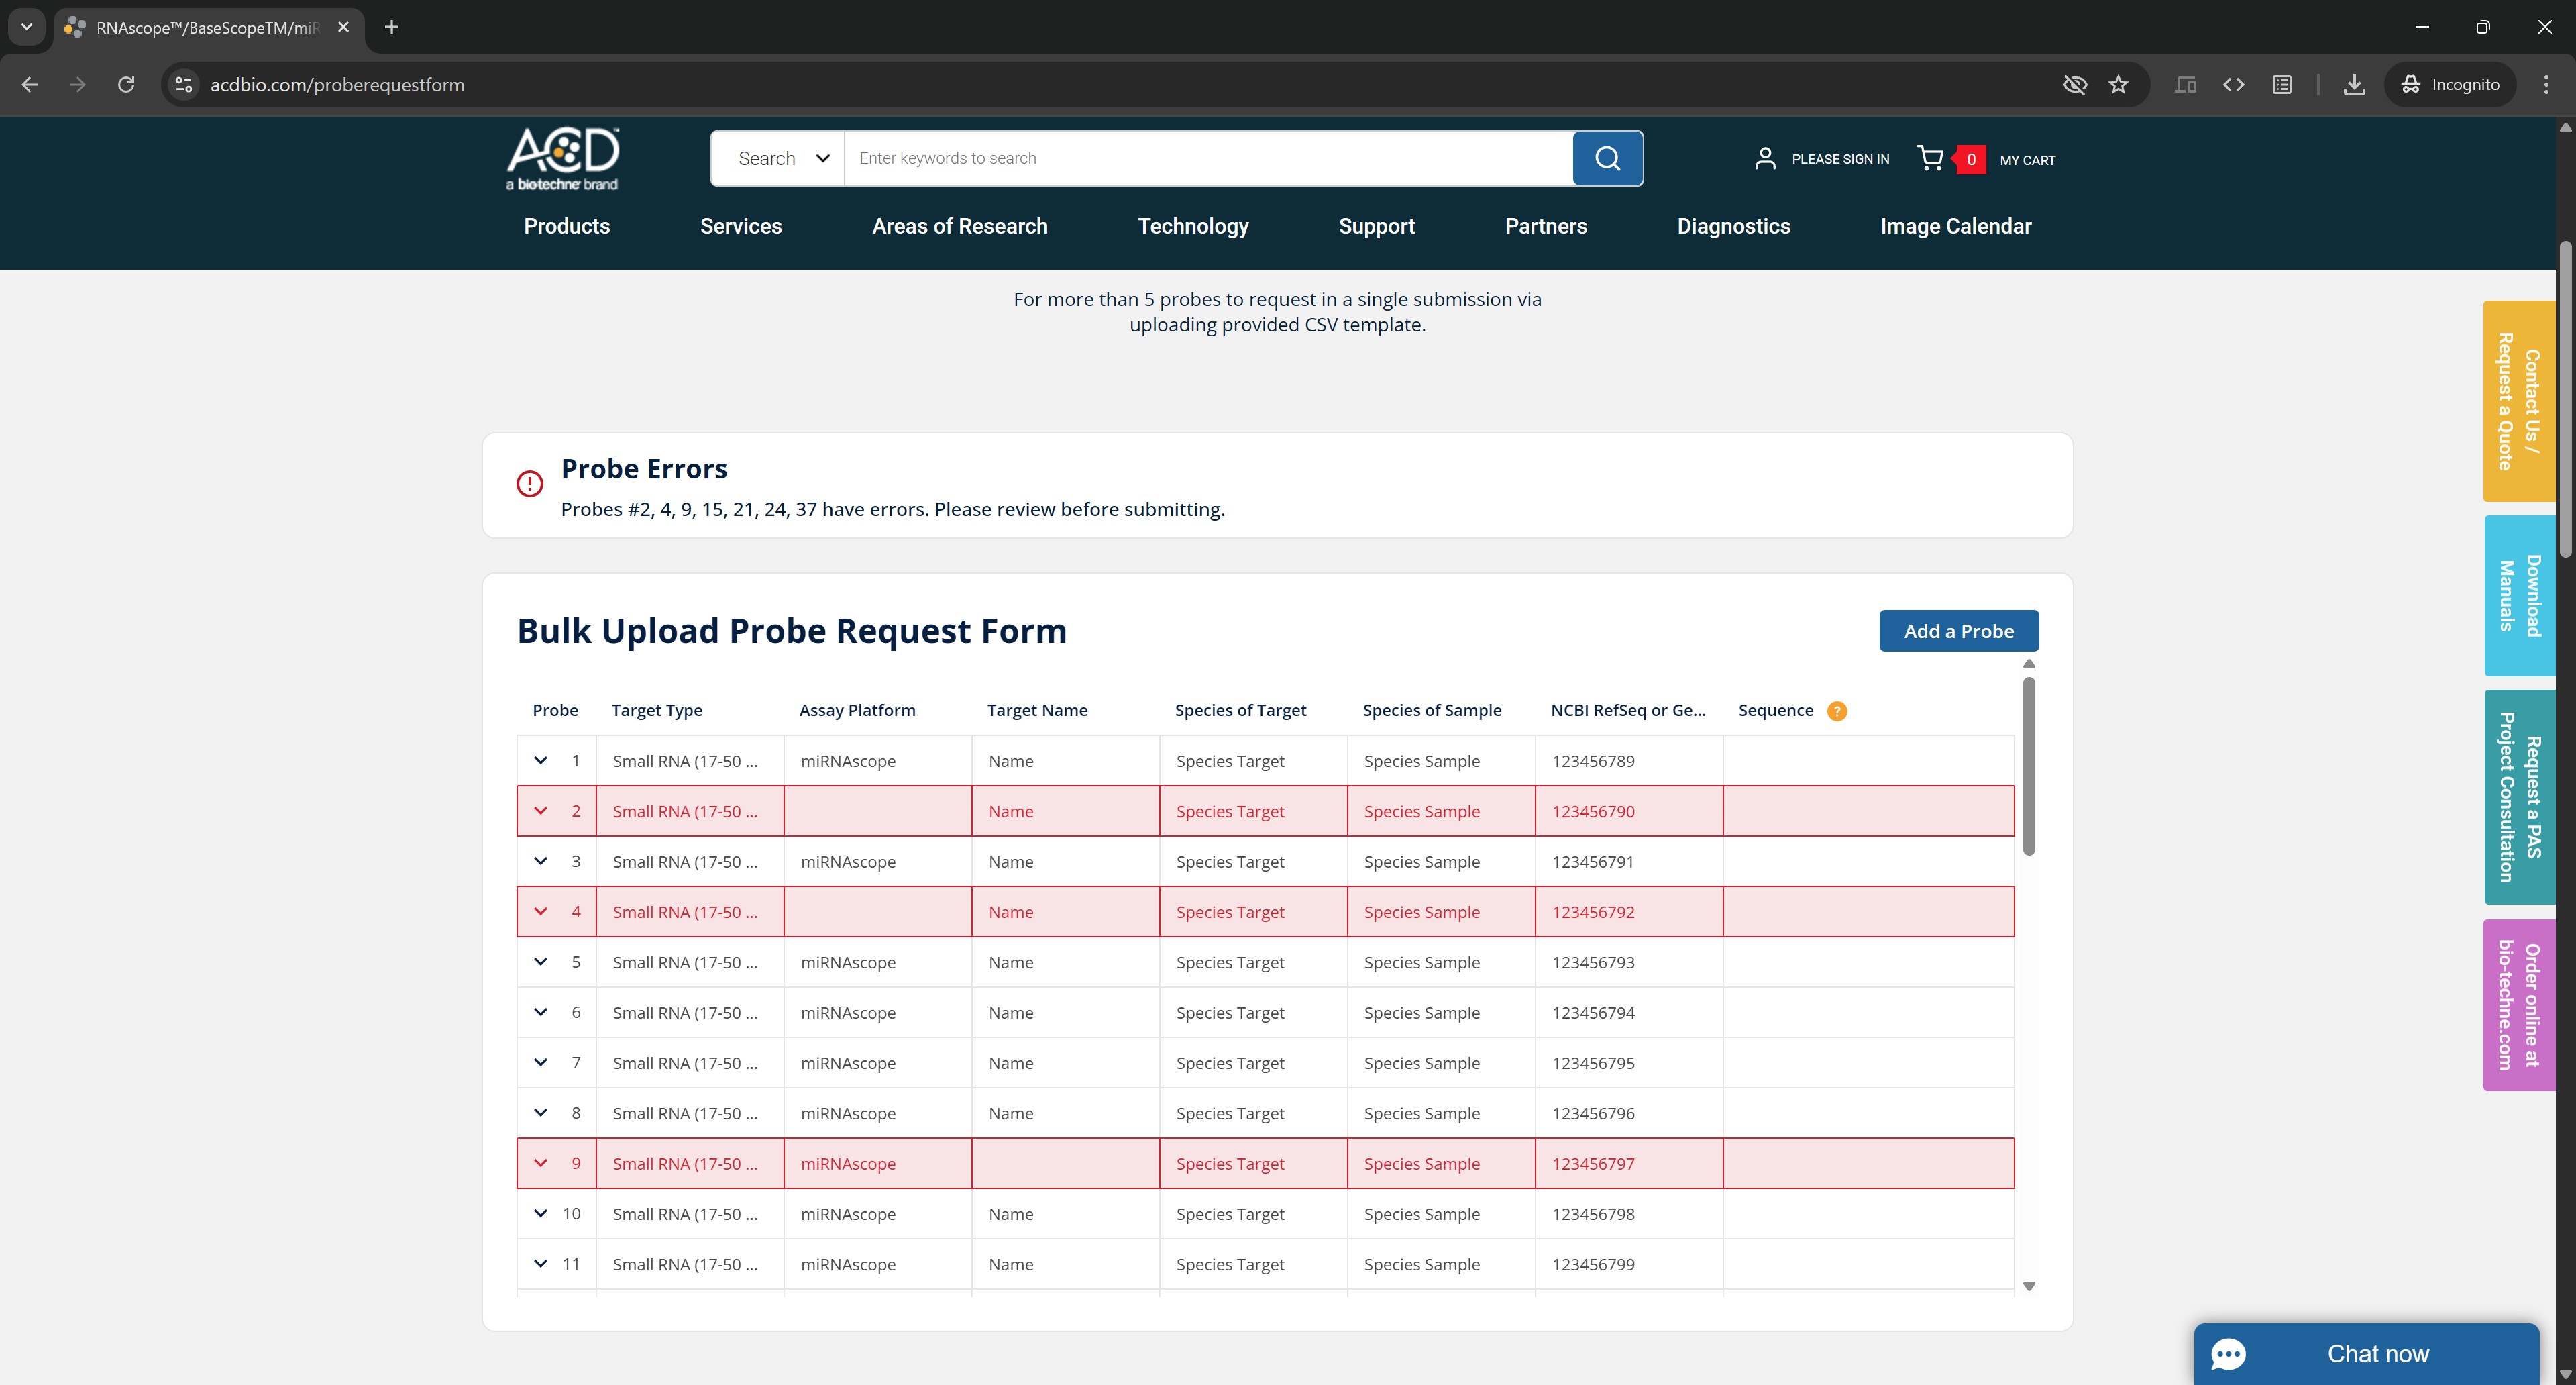 RNAscope™/BaseScopeTM/miR
acdbio.com/proberequestform
Incognito
ACD™
a biotechne brand
Search
Enter keywords to search
PLEASE SIGN IN
0
MY CART
Products Services Areas of Research Technology Support Partners Diagnostics Image Calendar
For more than 5 probes to request in a single submission via
uploading provided CSV template.
Probe Errors
Probes #2, 4, 9, 15, 21, 24, 37 have errors. Please review before submitting.
Bulk Upload Probe Request Form
Add a Probe
Probe Target Type Assay Platform Target Name Species of Target Species of Sample NCBI RefSeq or Ge... Sequence ?
1 Small RNA (17-50 ... miRNAscope Name Species Target Species Sample 123456789
2 Small RNA (17-50 ... Name Species Target Species Sample 123456790
3 Small RNA (17-50 ... miRNAscope Name Species Target Species Sample 123456791
4 Small RNA (17-50 ... Name Species Target Species Sample 123456792
5 Small RNA (17-50 ... miRNAscope Name Species Target Species Sample 123456793
6 Small RNA (17-50 ... miRNAscope Name Species Target Species Sample 123456794
7 Small RNA (17-50 ... miRNAscope Name Species Target Species Sample 123456795
8 Small RNA (17-50 ... miRNAscope Name Species Target Species Sample 123456796
9 Small RNA (17-50 ... miRNAscope Species Target Species Sample 123456797
10 Small RNA (17-50 ... miRNAscope Name Species Target Species Sample 123456798
11 Small RNA (17-50 ... miRNAscope Name Species Target Species Sample 123456799
Contact Us /
Request a Quote
Download
Manuals
Request a PAS
Project Consultation
Order online at
bio-techne.com
Chat now